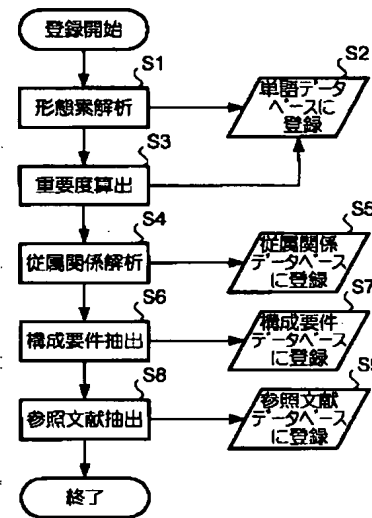 登録開始
S1
形態素解析
S2
単語データ
ベースに
登録
S3
重要度算出
S4
従属関係解析
S5
従属関係
データベース
に登録
S6
構成要件抽出
S7
構成要件
データベース
に登録
S8
参照文献抽出
S9
参照文献
データベース
に登録
終了